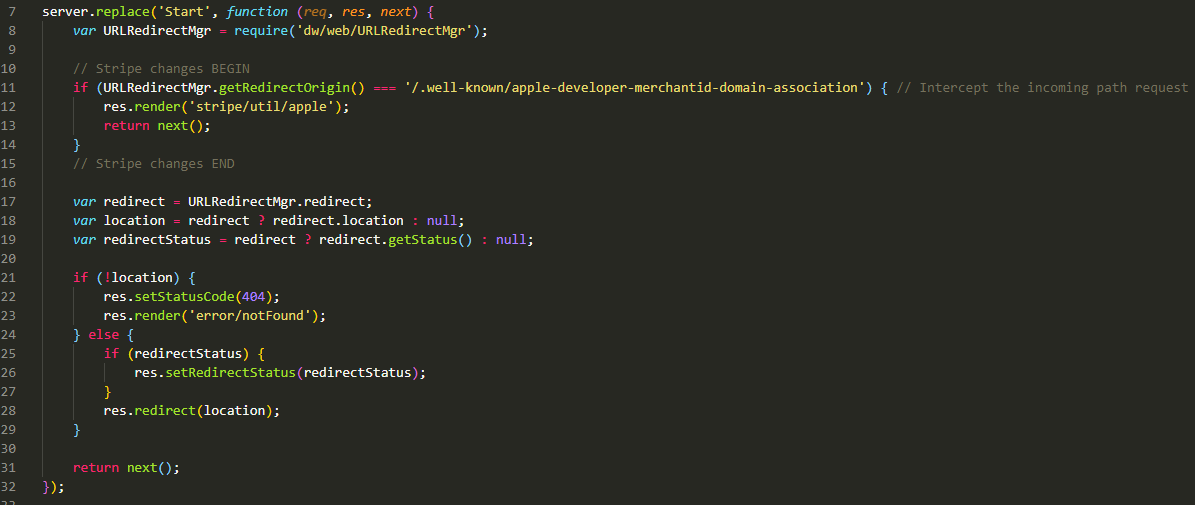 7 server.replace('Start', function (req, res, next) {
8 var URLRedirectMgr = require('dw/web/URLRedirectMgr');
9
10 // Stripe changes BEGIN
11 if (URLRedirectMgr.getRedirectOrigin() === '/.well-known/apple-developer-merchantid-domain-association') { // Intercept the incoming path request
12 res.render('stripe/util/apple');
13 return next();
14 }
15 // Stripe changes END
16
17 var redirect = URLRedirectMgr.redirect;
18 var location = redirect ? redirect.location : null;
19 var redirectStatus = redirect ? redirect.getStatus() : null;
20
21 if (!location) {
22 res.setStatusCode(404);
23 res.render('error/notFound');
24 } else {
25 if (redirectStatus) {
26 res.setRedirectStatus(redirectStatus);
27 }
28 res.redirect(location);
29 }
30
31 return next();
32 });